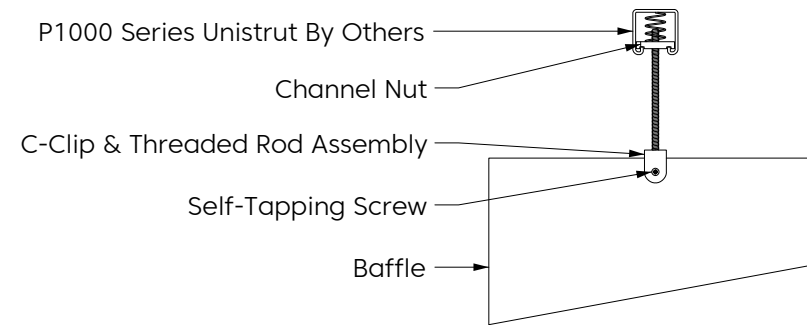 P1000 Series Unistrut By Others
Channel Nut
C-Clip & Threaded Rod Assembly
Self-Tapping Screw
Baffle